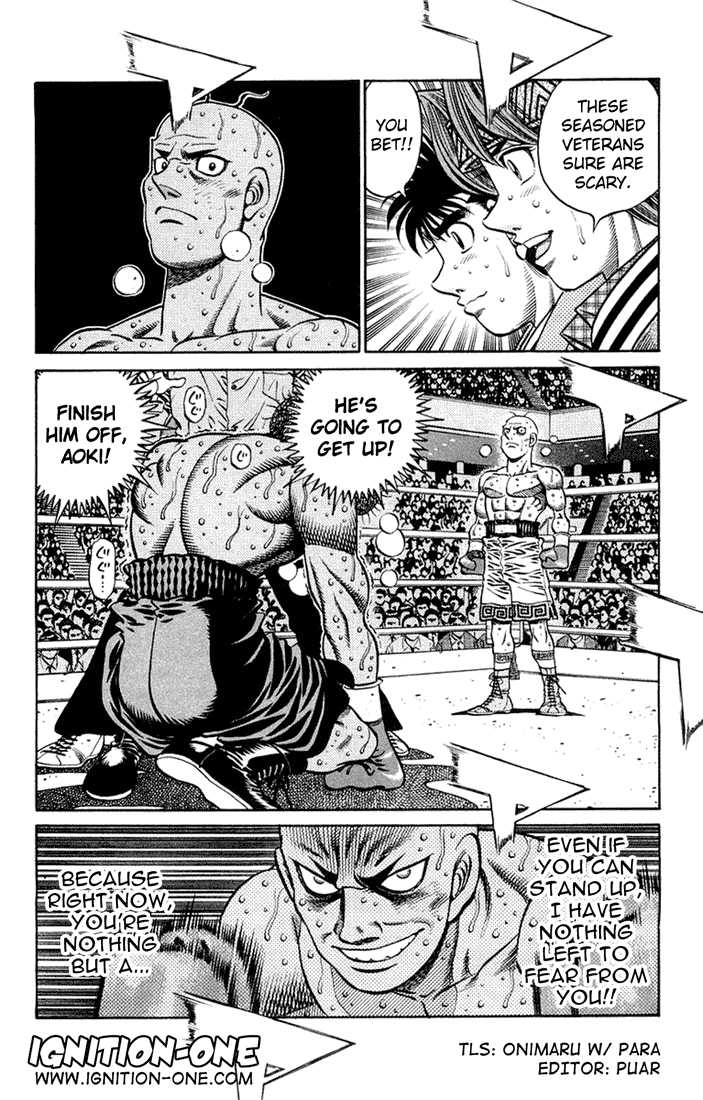 THESE
SEASONED
VETERANS
SURE ARE
SCARY.
YOU
BET!!
HE'S
GOING TO
GET UP!
FINISH
HIM OFF,
AOKI!
EVEN IF
YOU CAN
STAND UP,
I HAVE
NOTHING
LEFT TO
FEAR FROM
YOU!!
BECAUSE
RIGHT NOW,
YOU'RE
NOTHING
BUT A...
IGNITION-ONE
WWW.IGNITION-ONE.COM
TLS: ONIMARU W/ PARA
EDITOR: PUAR